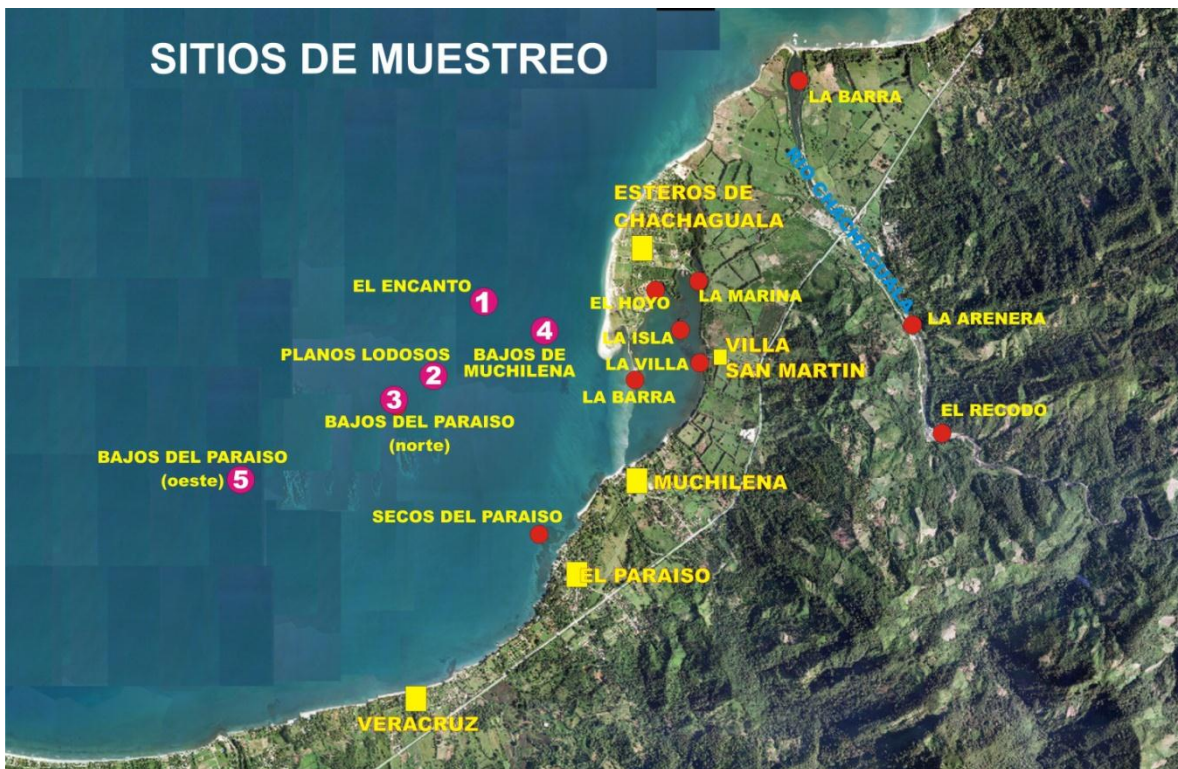 SITIOS DE MUESTREO
LA BARRA
RIO CHACHAGUALA
ESTEROS DE
CHACHAGUALA
EL ENCANTO
1
EL HOYO
LA MARINA
4
LA ISLA
LA ARENERA
PLANOS LODOSOS
2
BAJOS DE
MUCHILENA
LA VILLA
VILLA
SAN MARTIN
3
LA BARRA
BAJOS DEL PARAISO
(norte)
EL RECODO
BAJOS DEL PARAISO
(oeste)
5
MUCHILENA
SECOS DEL PARAISO
EL PARAISO
VERACRUZ